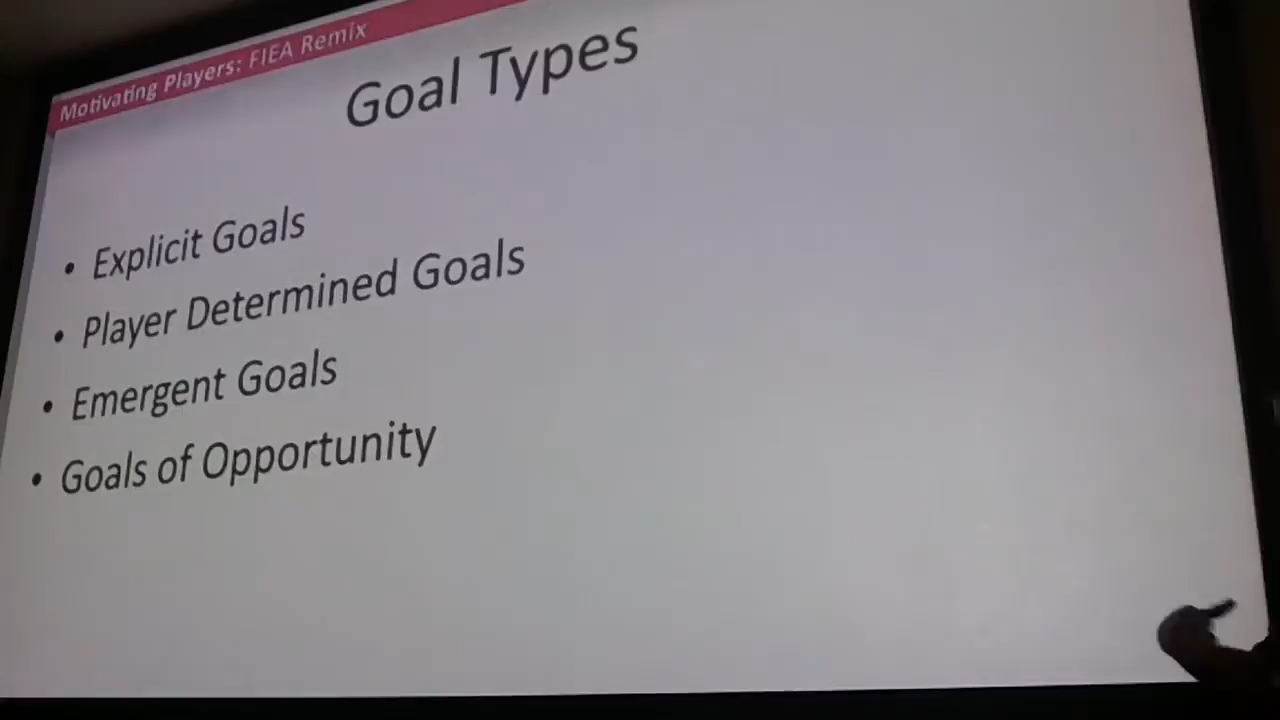 Motivating Players: FIEA Remix
Goal Types
• Explicit Goals
• Player Determined Goals
• Emergent Goals
• Goals of Opportunity